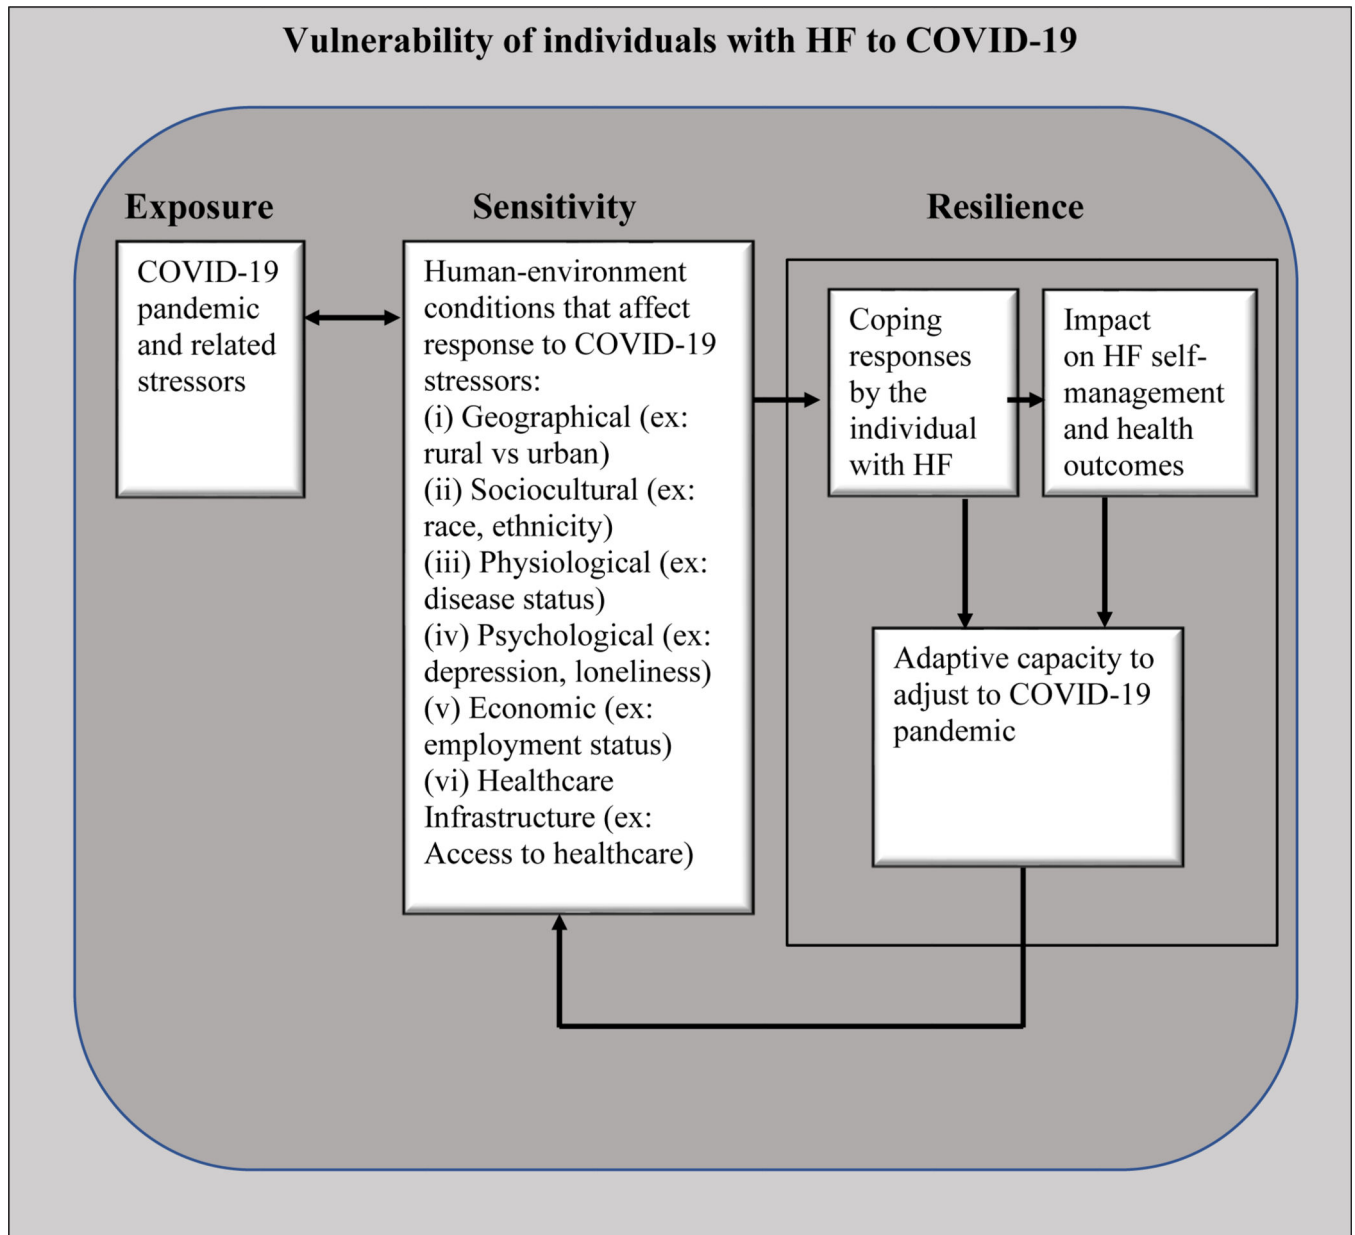 Vulnerability of individuals with HF to COVID-19
Exposure
COVID-19
pandemic
and related
stressors
Sensitivity
Human-environment
conditions that affect
response to COVID-19
stressors:
(i) Geographical (ex:
rural vs urban)
(ii) Sociocultural (ex:
race, ethnicity)
(iii) Physiological (ex:
disease status)
(iv) Psychological (ex:
depression, loneliness)
(v) Economic (ex:
employment status)
(vi) Healthcare
Infrastructure (ex:
Access to healthcare)
Resilience
Coping
responses
by the
individual
with HF
Impact
on HF self-
management
and health
outcomes
Adaptive capacity to
adjust to COVID-19
pandemic